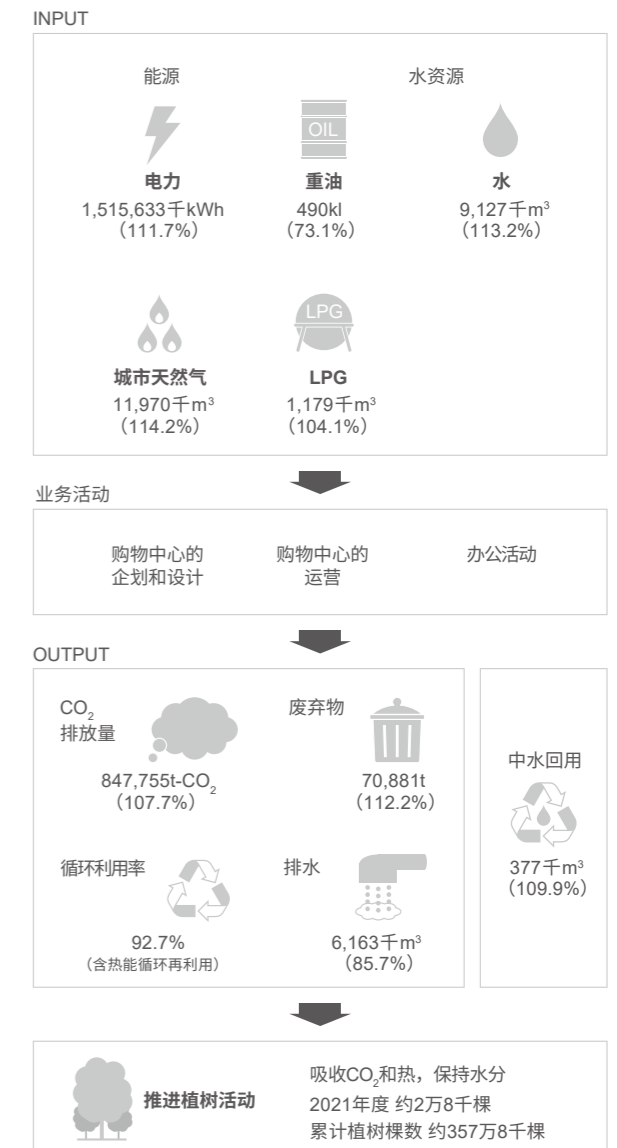 INPUT
能源
水资源
OIL
电力
重油
水
1,515,633千kWh
490kl
9,127千m³
（111.7%）
（73.1%）
（113.2%）
LPG
城市天然气
LPG
11,970千m³
1,179千m³
（114.2%）
（104.1%）
业务活动
购物中心的
企划和设计
购物中心的
运营
办公活动
OUTPUT
CO₂
排放量
847,755t-CO₂
（107.7%）
废弃物
70,881t
（112.2%）
循环利用率
92.7%
（含热能循环再利用）
排水
6,163千m³
（85.7%）
中水回用
377千m³
（109.9%）
推进植树活动
吸收CO₂和热，保持水分
2021年度 约2万8千棵
累计植树棵数 约357万8千棵